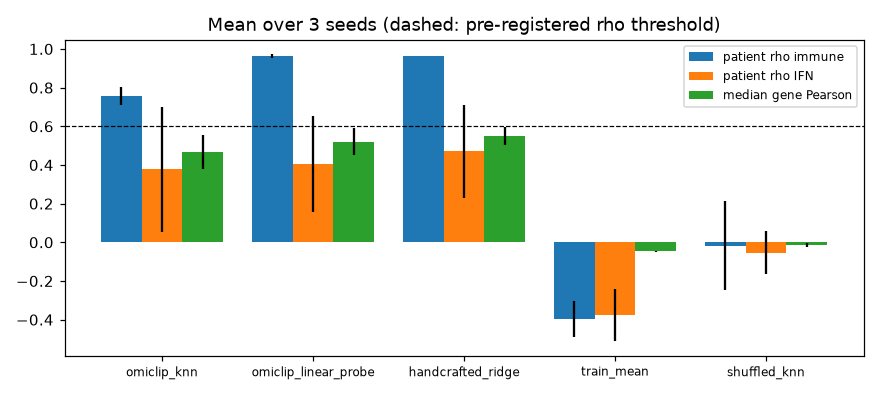 Mean over 3 seeds (dashed: pre-registered rho threshold)
patient rho immune
patient rho IFN
median gene Pearson
1.0
0.8
0.6
0.4
0.2
0.0
−0.2
−0.4
omiclip_knn
omiclip_linear_probe
handcrafted_ridge
train_mean
shuffled_knn